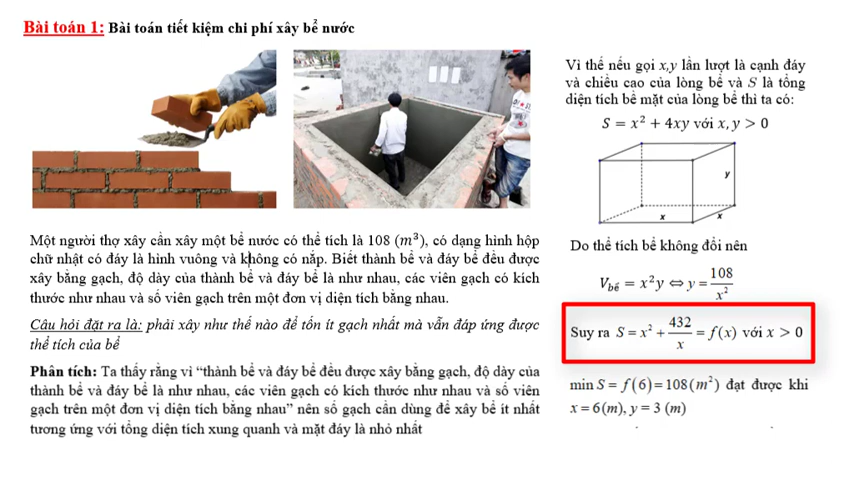 Bài toán 1: Bài toán tiết kiệm chi phí xây bể nước
Một người thợ xây cần xây một bể nước có thể tích là 108 (m³), có dạng hình hộp
chữ nhật có đáy là hình vuông và không có nắp. Biết thành bể và đáy bể đều được
xây bằng gạch, độ dày của thành bể và đáy bể là như nhau, các viên gạch có kích
thước như nhau và số viên gạch trên một đơn vị diện tích bằng nhau.
Câu hỏi đặt ra là: phải xây như thế nào để tốn ít gạch nhất mà vẫn đáp ứng được
thể tích của bể
Phân tích: Ta thấy rằng vì “thành bể và đáy bể đều được xây bằng gạch, độ dày của
thành bể và đáy bể là như nhau, các viên gạch có kích thước như nhau và số viên
gạch trên một đơn vị diện tích bằng nhau” nên số gạch cần dùng để xây bể ít nhất
tương ứng với tổng diện tích xung quanh và mặt đáy là nhỏ nhất
Vì thế nếu gọi x,y lần lượt là cạnh đáy
và chiều cao của lòng bể và S là tổng
diện tích bề mặt của lòng bể thì ta có:
S = x² + 4xy với x, y > 0
y
x x
Do thể tích bể không đổi nên
V_bể = x²y ⇔ y = 108/x²
Suy ra S = x² + 432/x = f(x) với x > 0
min S = f(6) = 108(m²) đạt được khi
x = 6(m), y = 3 (m)